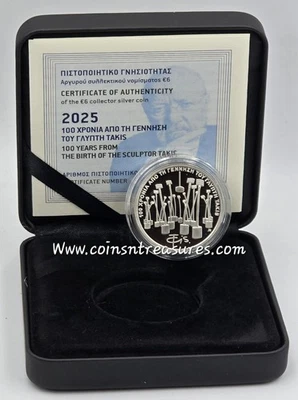 ΠΙΣΤΟΠΟΙΗΤΙΚΟ ΓΝΗΣΙΟΤΗΤΑΣ
Αργυρού συλλεκτικού νομίσματος €6
CERTIFICATE OF AUTHENTICITY
of the €6 collector silver coin
2025
100 ΧΡΟΝΙΑ ΑΠΟ ΤΗ ΓΕΝΝΗΣΗ
ΤΟΥ ΓΛΥΠΤΗ TAKIS
100 YEARS FROM
THE BIRTH OF THE SCULPTOR TAKIS
ΑΡΙΘΜΟΣ ΠΙΣΤΟΠΟΙΗΤΙΚΟΥ
CERTIFICATE NUMBER
100 ΧΡΟΝΙΑ ΑΠΟ ΤΗ ΓΕΝΝΗΣΗ ΤΟΥ ΓΛΥΠΤΗ TAKIS
www.coinsntreasures.com